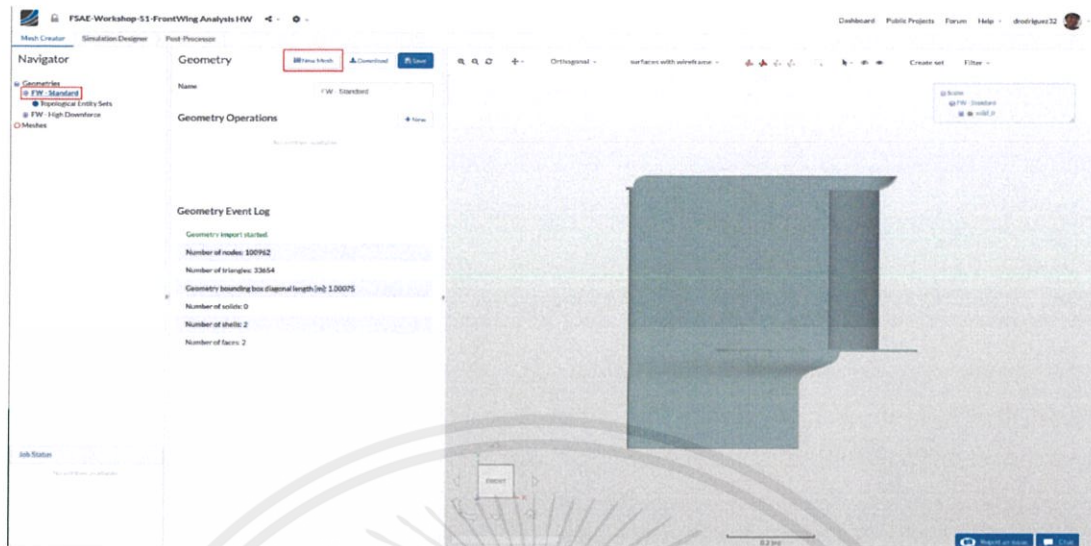 FSAE-Workshop-S1-FrontWing Analysis HW
Dashboard Public Projects Forum Help drodriguez32
Mesh Creator Simulation Designer Post-Processor
Navigator
Geometries
FW - Standard
Topological Entity Sets
FW - High Downforce
Meshes
Job Status
Geometry
New Mesh Download Save
Name
FW - Standard
Geometry Operations
+ New
Geometry Event Log
Geometry import started.
Number of nodes: 100962
Number of triangles: 33654
Geometry bounding box diagonal length [m]: 1.00075
Number of solids: 0
Number of shells: 2
Number of faces: 2
Orthogonal surfaces with wireframe Create set Filter
Scene
FW - Standard
solid_0
FRONT
X
Report an issue Chat